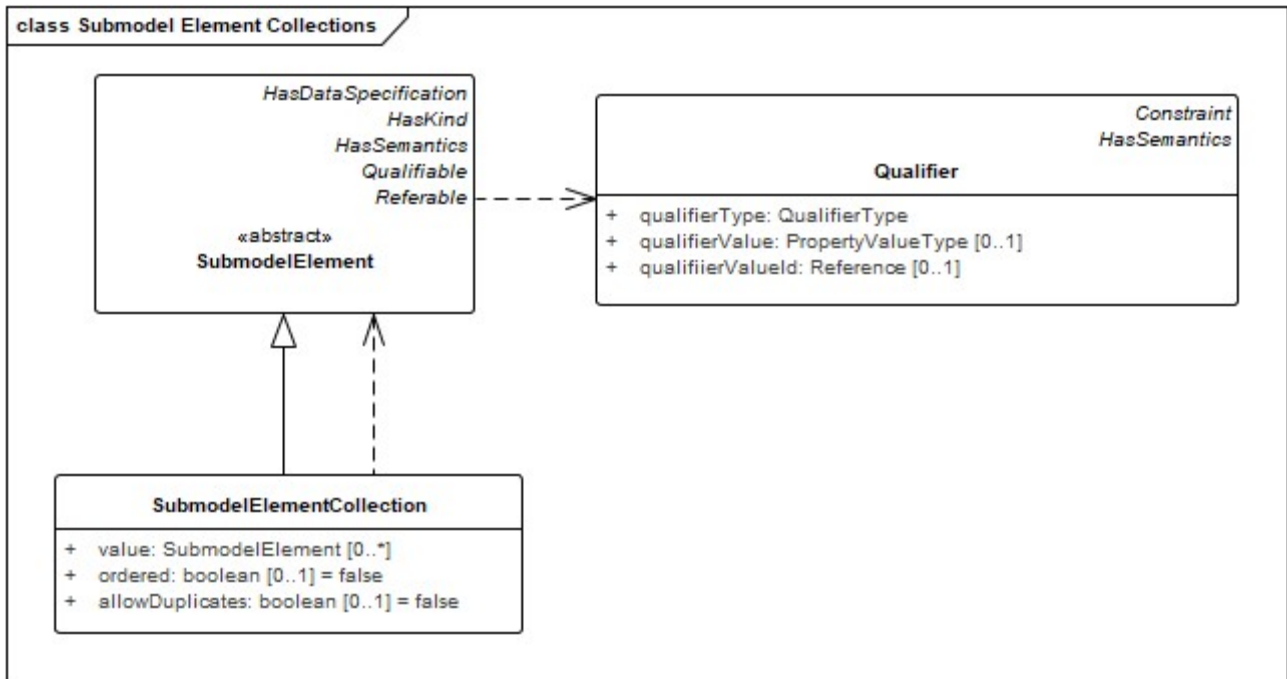 class Submodel Element Collections
HasDataSpecification
HasKind
HasSemantics
Qualifiable
Referable
«abstract»
SubmodelElement
Constraint
HasSemantics
Qualifier
+ qualifierType: QualifierType
+ qualifierValue: PropertyValueType [0..1]
+ qualifiierValueId: Reference [0..1]
SubmodelElementCollection
+ value: SubmodelElement [0..*]
+ ordered: boolean [0..1] = false
+ allowDuplicates: boolean [0..1] = false